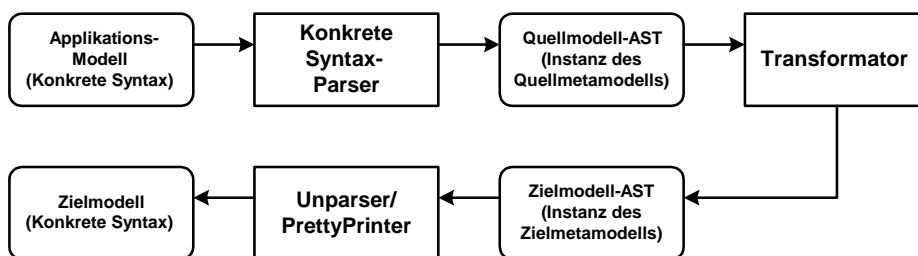 Applikations-
Modell
(Konkrete Syntax)
Konkrete
Syntax-
Parser
Quellmodell-AST
(Instanz des
Quellmetamodells)
Transformator
Zielmodell
(Konkrete Syntax)
Unparser/
PrettyPrinter
Zielmodell-AST
(Instanz des
Zielmetamodells)